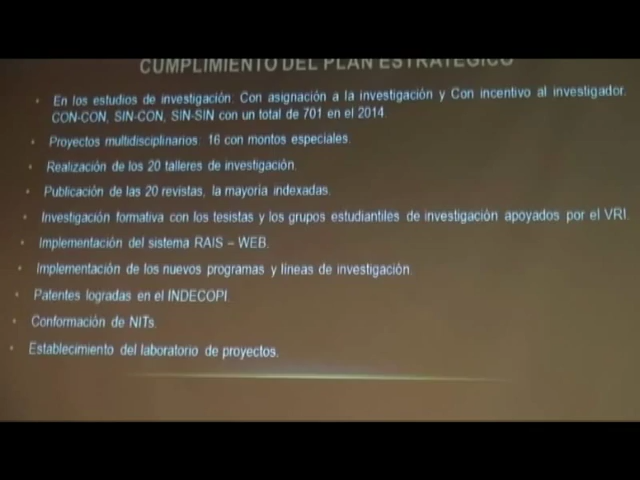 CUMPLIMIENTO DEL PLAN ESTRATÉGICO
• En los estudios de investigación: Con asignación a la investigación y Con incentivo al investigador.
CON-CON, SIN-CON, SIN-SIN con un total de 701 en el 2014.
• Proyectos multidisciplinarios: 16 con montos especiales.
• Realización de los 20 talleres de investigación.
• Publicación de las 20 revistas, la mayoría indexadas.
• Investigación formativa con los tesistas y los grupos estudiantiles de investigación apoyados por el VRI.
• Implementación del sistema RAIS – WEB.
• Implementación de los nuevos programas y líneas de investigación.
• Patentes logradas en el INDECOPI
• Conformación de NITs.
• Establecimiento del laboratorio de proyectos.